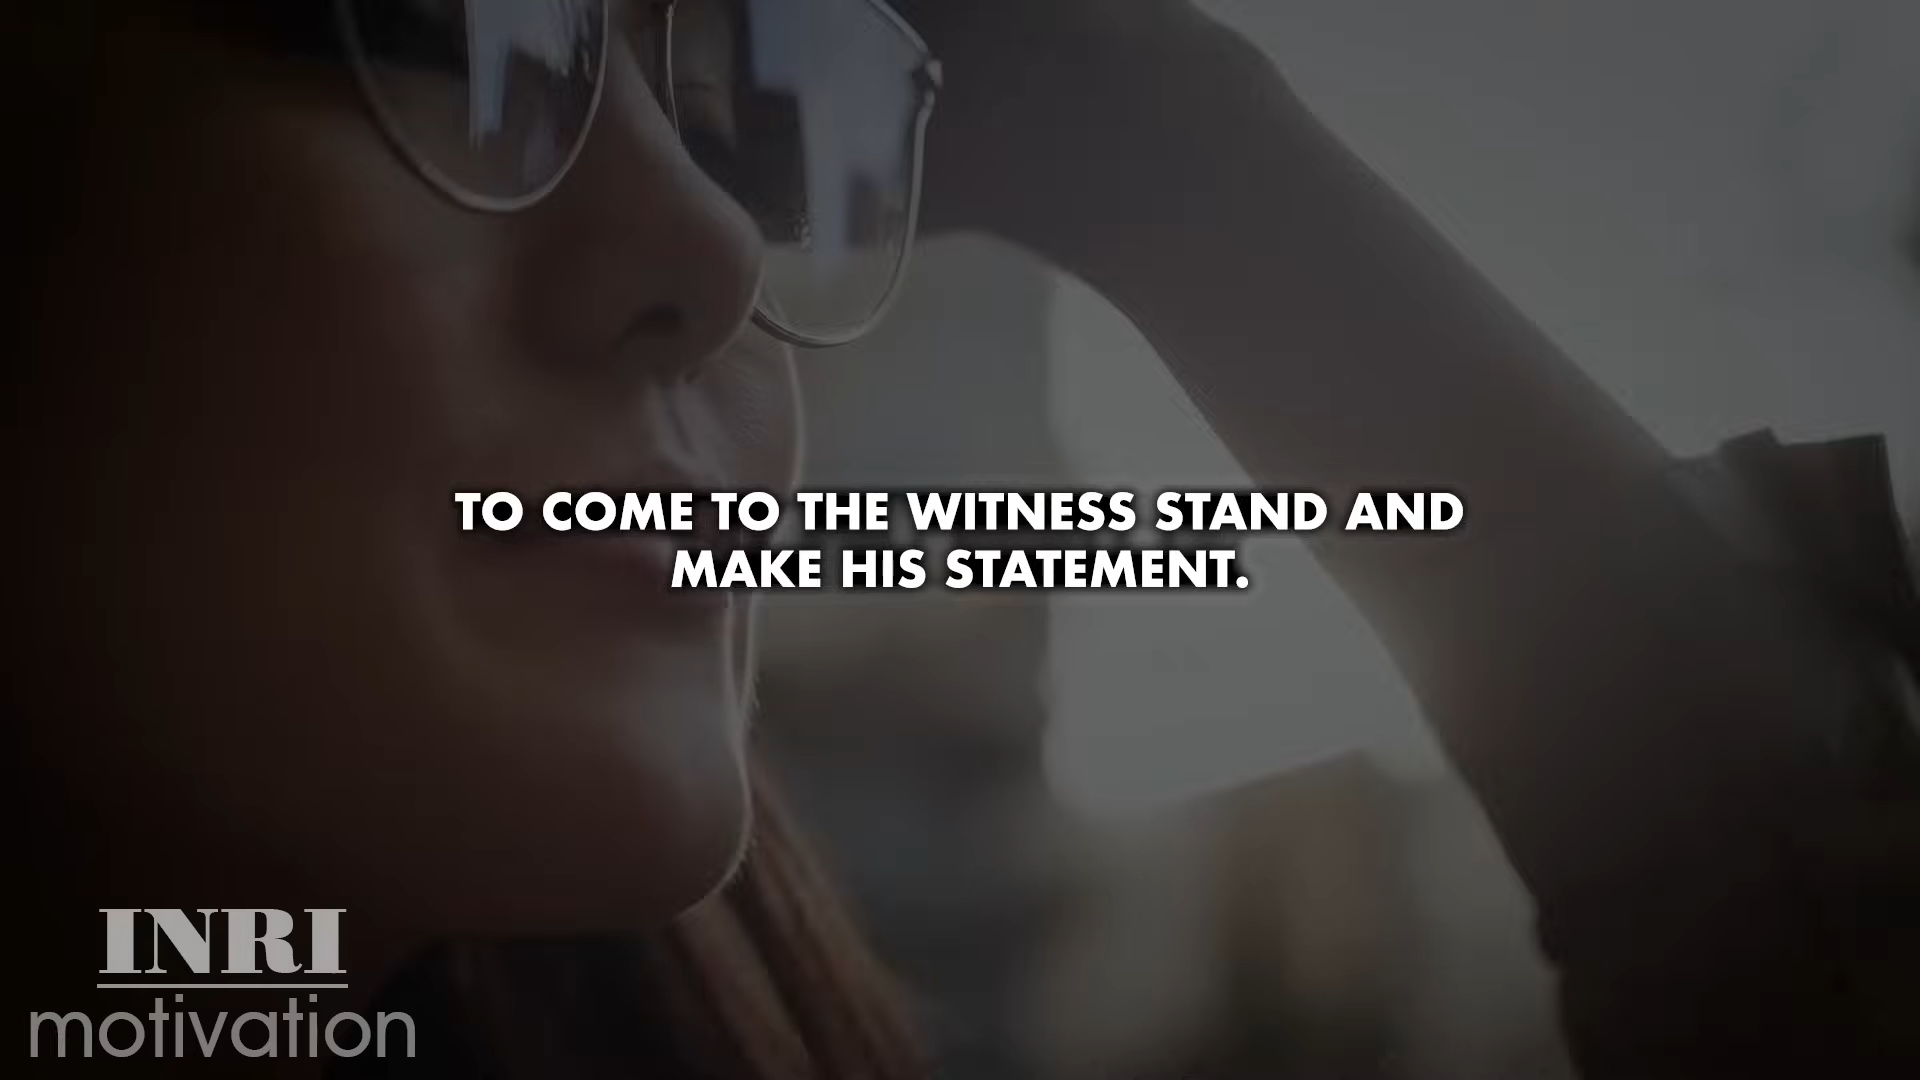 TO COME TO THE WITNESS STAND AND
MAKE HIS STATEMENT.
INRI
motivation